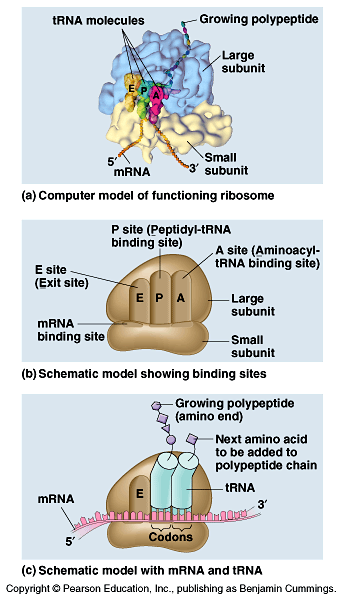 tRNA molecules
Growing polypeptide
Large
subunit
E P A
5′
mRNA
3′
Small
subunit
(a) Computer model of functioning ribosome
P site (Peptidyl-tRNA
binding site)
A site (Aminoacyl-
tRNA binding site)
E site
(Exit site)
E P A
mRNA
binding site
Large
subunit
Small
subunit
(b) Schematic model showing binding sites
Growing polypeptide
(amino end)
Next amino acid
to be added to
polypeptide chain
E
tRNA
mRNA
3′
5′
Codons
(c) Schematic model with mRNA and tRNA
Copyright © Pearson Education, Inc., publishing as Benjamin Cummings.